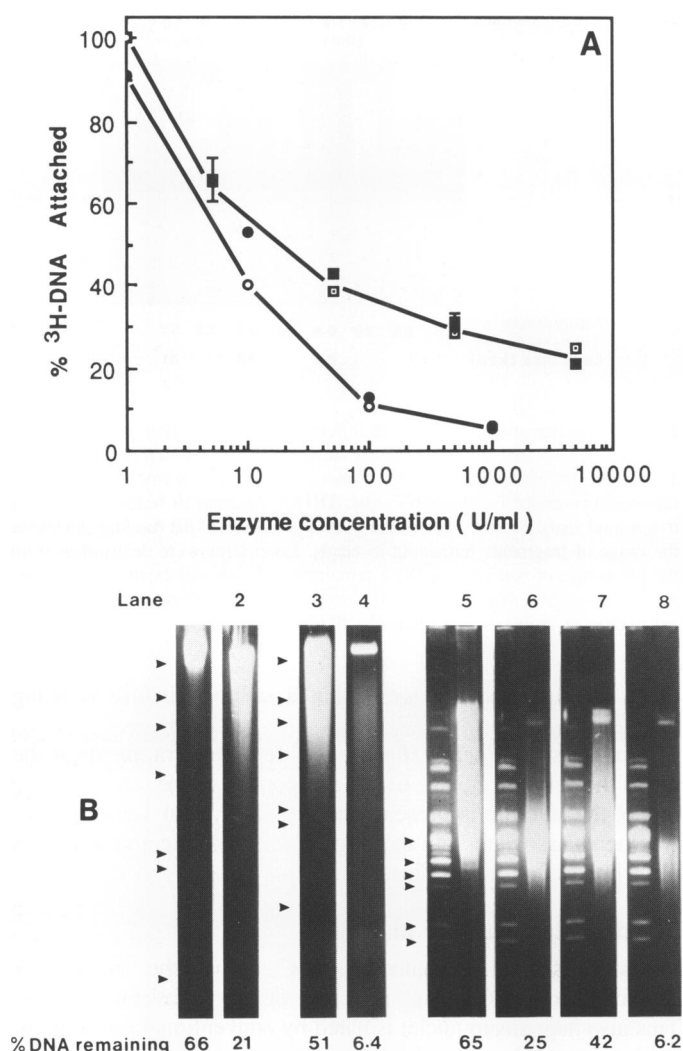 A
% ³H-DNA Attached
100
80
60
40
20
0
1 10 100 1000 10000
Enzyme concentration ( U/ml )
Lane 2 3 4 5 6 7 8
B
% DNA remaining 66 21 51 6·4 65 25 42 6·2